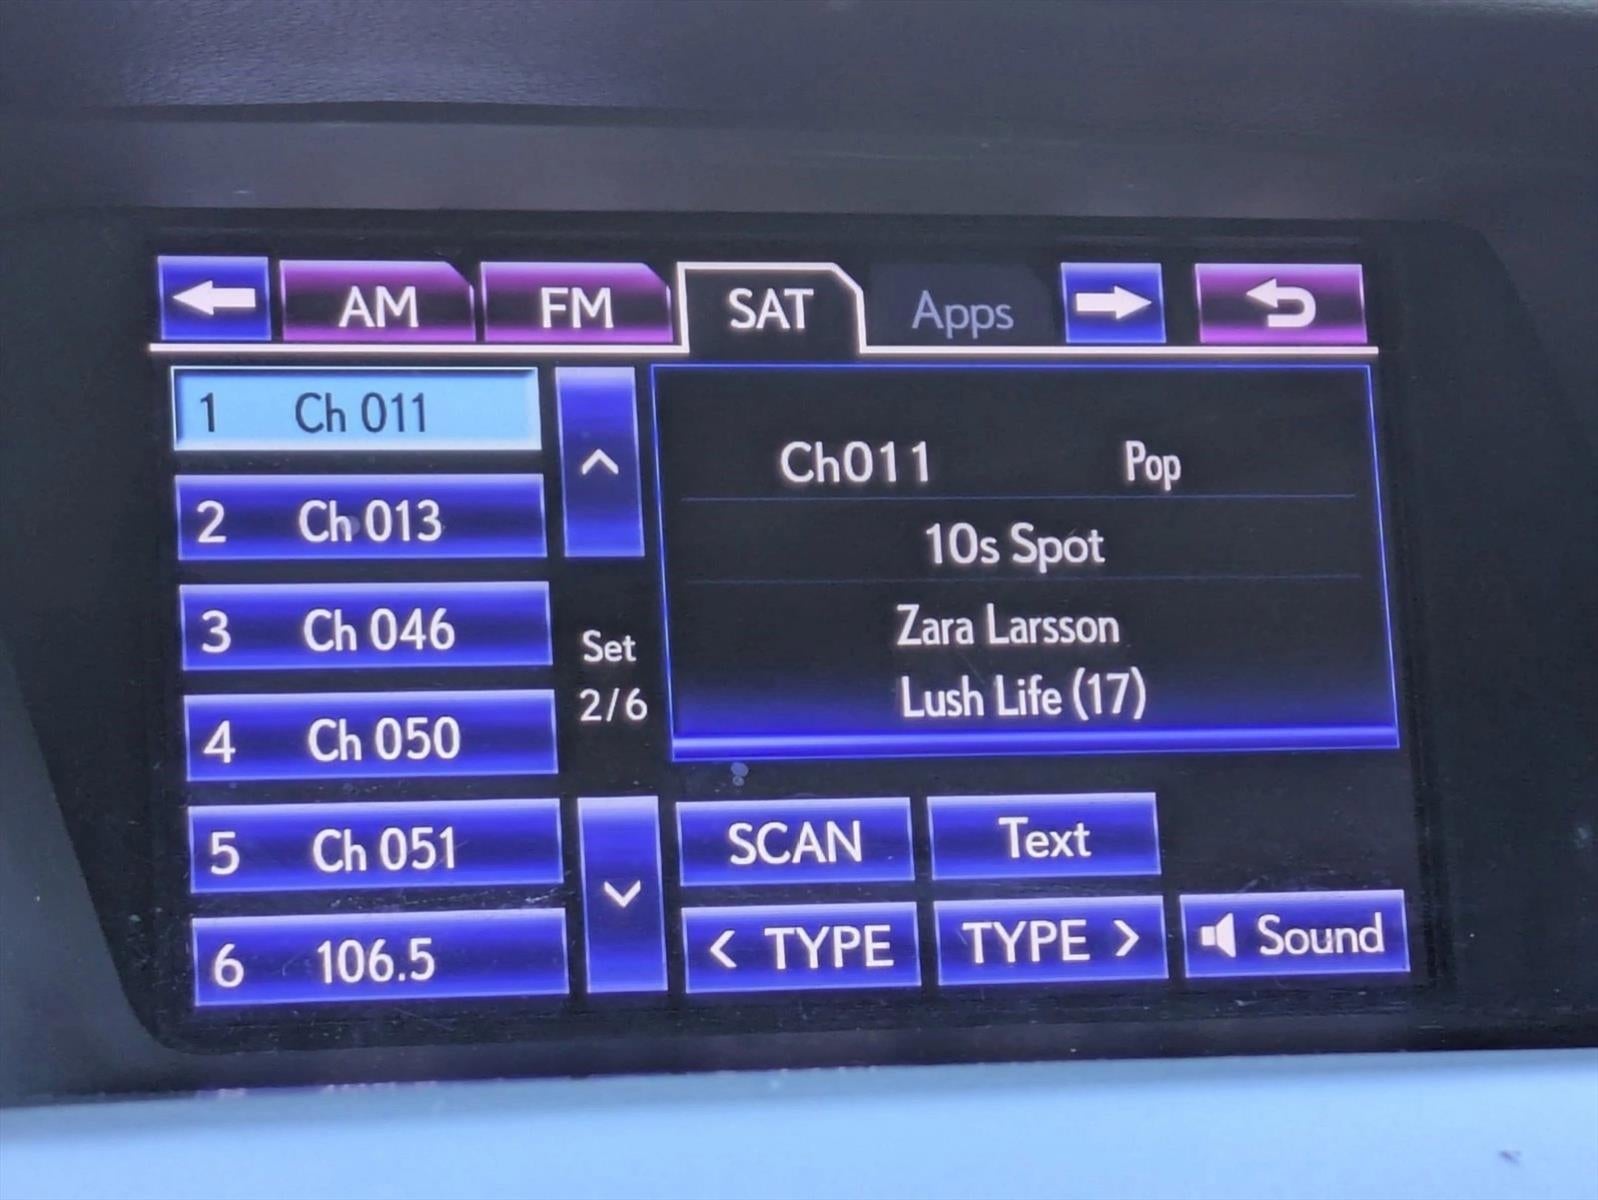 AM FM SAT Apps
1 Ch 011
2 Ch 013
3 Ch 046
4 Ch 050
5 Ch 051
6 106.5
Set
2/6
Ch011 Pop
10s Spot
Zara Larsson
Lush Life (17)
SCAN Text
< TYPE TYPE > Sound